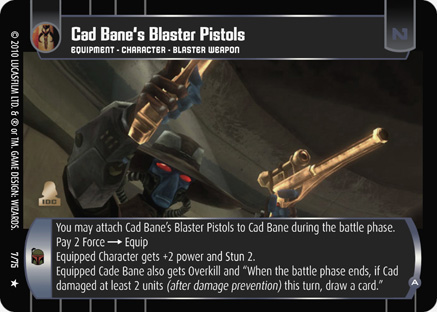 Cad Bane's Blaster Pistols
EQUIPMENT - CHARACTER - BLASTER WEAPON
N
© 2010 LUCASFILM LTD. & ® or TM. GAME DESIGN: WIZARDS.
IDC
7/75
You may attach Cad Bane's Blaster Pistols to Cad Bane during the battle phase.
Pay 2 Force → Equip
Equipped Character gets +2 power and Stun 2.
Equipped Cade Bane also gets Overkill and “When the battle phase ends, if Cad
damaged at least 2 units (after damage prevention) this turn, draw a card.”
A